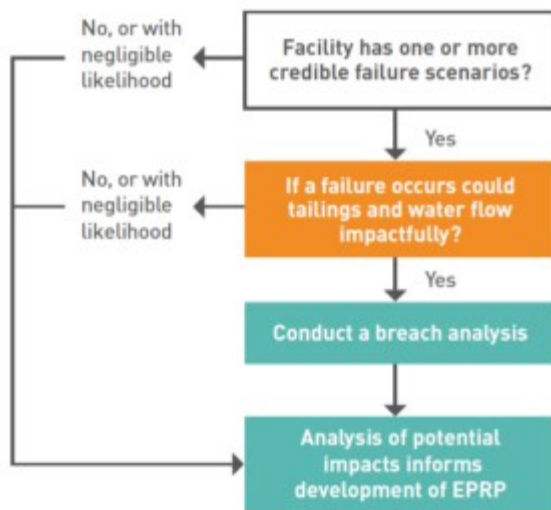 No, or with
negligible
likelihood
Facility has one or more
credible failure scenarios?
Yes
No, or with
negligible
likelihood
If a failure occurs could
tailings and water flow
impactfully?
Yes
Conduct a breach analysis
Analysis of potential
impacts informs
development of EPRP